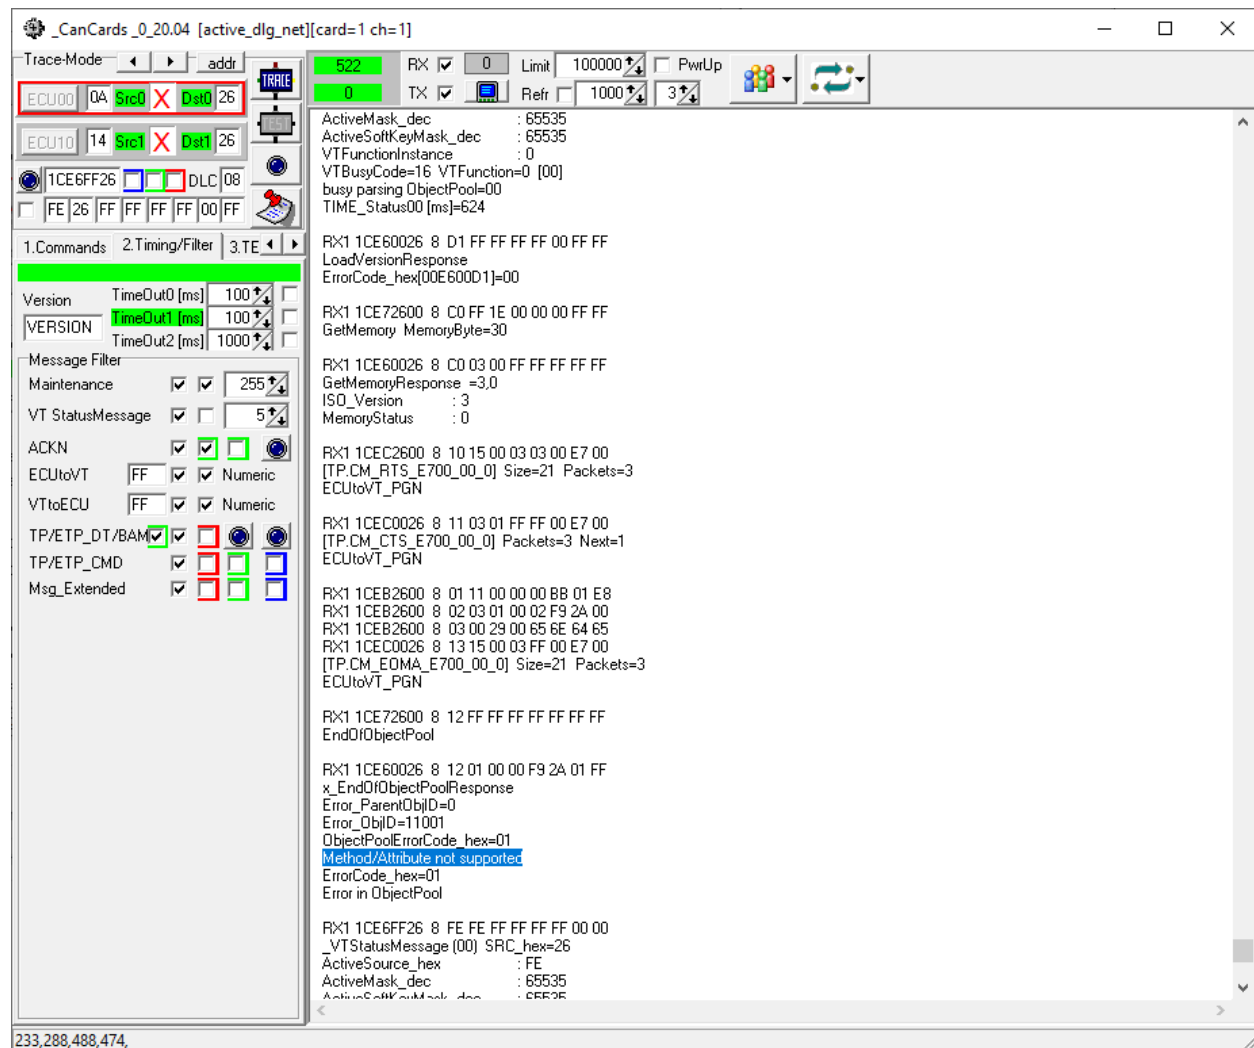 _CanCards _0_20.04 [active_dlg_net][card=1 ch=1]
Trace-Mode addr
TRACE
ECU00 0A Src0 X Dst0 26
TEST
ECU10 14 Src1 X Dst1 26
1CE6FF26 DLC 08
FE 26 FF FF FF FF 00 FF
1.Commands 2.Timing/Filter 3.TE
Version
VERSION
TimeOut0 [ms] 100
TimeOut1 [ms] 100
TimeOut2 [ms] 1000
Message Filter
Maintenance 255
VT StatusMessage 5
ACKN
ECUtoVT FF Numeric
VTtoECU FF Numeric
TP/ETP_DT/BAM
TP/ETP_CMD
Msg_Extended
522 RX 0 Limit 100000 PwrUp
0 TX Refr 1000 3
ActiveMask_dec : 65535
ActiveSoftKeyMask_dec : 65535
VTFunctionInstance : 0
VTBusyCode=16 VTFunction=0 [00]
busy parsing ObjectPool=00
TIME_Status00 [ms]=624
RX1 1CE60026 8 D1 FF FF FF FF 00 FF FF
LoadVersionResponse
ErrorCode_hex[00E600D1]=00
RX1 1CE72600 8 C0 FF 1E 00 00 00 FF FF
GetMemory MemoryByte=30
RX1 1CE60026 8 C0 03 00 FF FF FF FF FF
GetMemoryResponse =3,0
ISO_Version : 3
MemoryStatus : 0
RX1 1CEC2600 8 10 15 00 03 03 00 E7 00
[TP.CM_RTS_E700_00_0] Size=21 Packets=3
ECUtoVT_PGN
RX1 1CEC0026 8 11 03 01 FF FF 00 E7 00
[TP.CM_CTS_E700_00_0] Packets=3 Next=1
ECUtoVT_PGN
RX1 1CEB2600 8 01 11 00 00 00 BB 01 E8
RX1 1CEB2600 8 02 03 01 00 02 F9 2A 00
RX1 1CEB2600 8 03 00 29 00 65 6E 64 65
RX1 1CEC0026 8 13 15 00 03 FF 00 E7 00
[TP.CM_EOMA_E700_00_0] Size=21 Packets=3
ECUtoVT_PGN
RX1 1CE72600 8 12 FF FF FF FF FF FF FF
EndOfObjectPool
RX1 1CE60026 8 12 01 00 00 F9 2A 01 FF
x_EndOfObjectPoolResponse
Error_ParentObjID=0
Error_ObjID=11001
ObjectPoolErrorCode_hex=01
Method/Attribute not supported
ErrorCode_hex=01
Error in ObjectPool
RX1 1CE6FF26 8 FE FE FF FF FF FF 00 00
_VTStatusMessage (00) SRC_hex=26
ActiveSource_hex : FE
ActiveMask_dec : 65535
ActiveSoftKeyMask_dec : 65535
233,288,488,474,